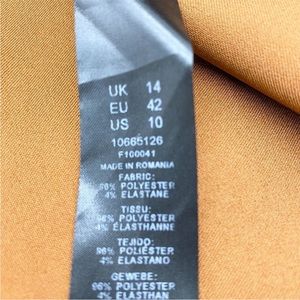 UK 14
EU 42
US 10
10665126
F100041
MADE IN ROMANIA
FABRIC:
96% POLYESTER
4% ELASTANE
TISSU:
96% POLYESTER
4% ELASTHANNE
TEJIDO:
96% POLIESTER
4% ELASTANO
GEWEBE:
96% POLYESTER
4% ELASTHAN